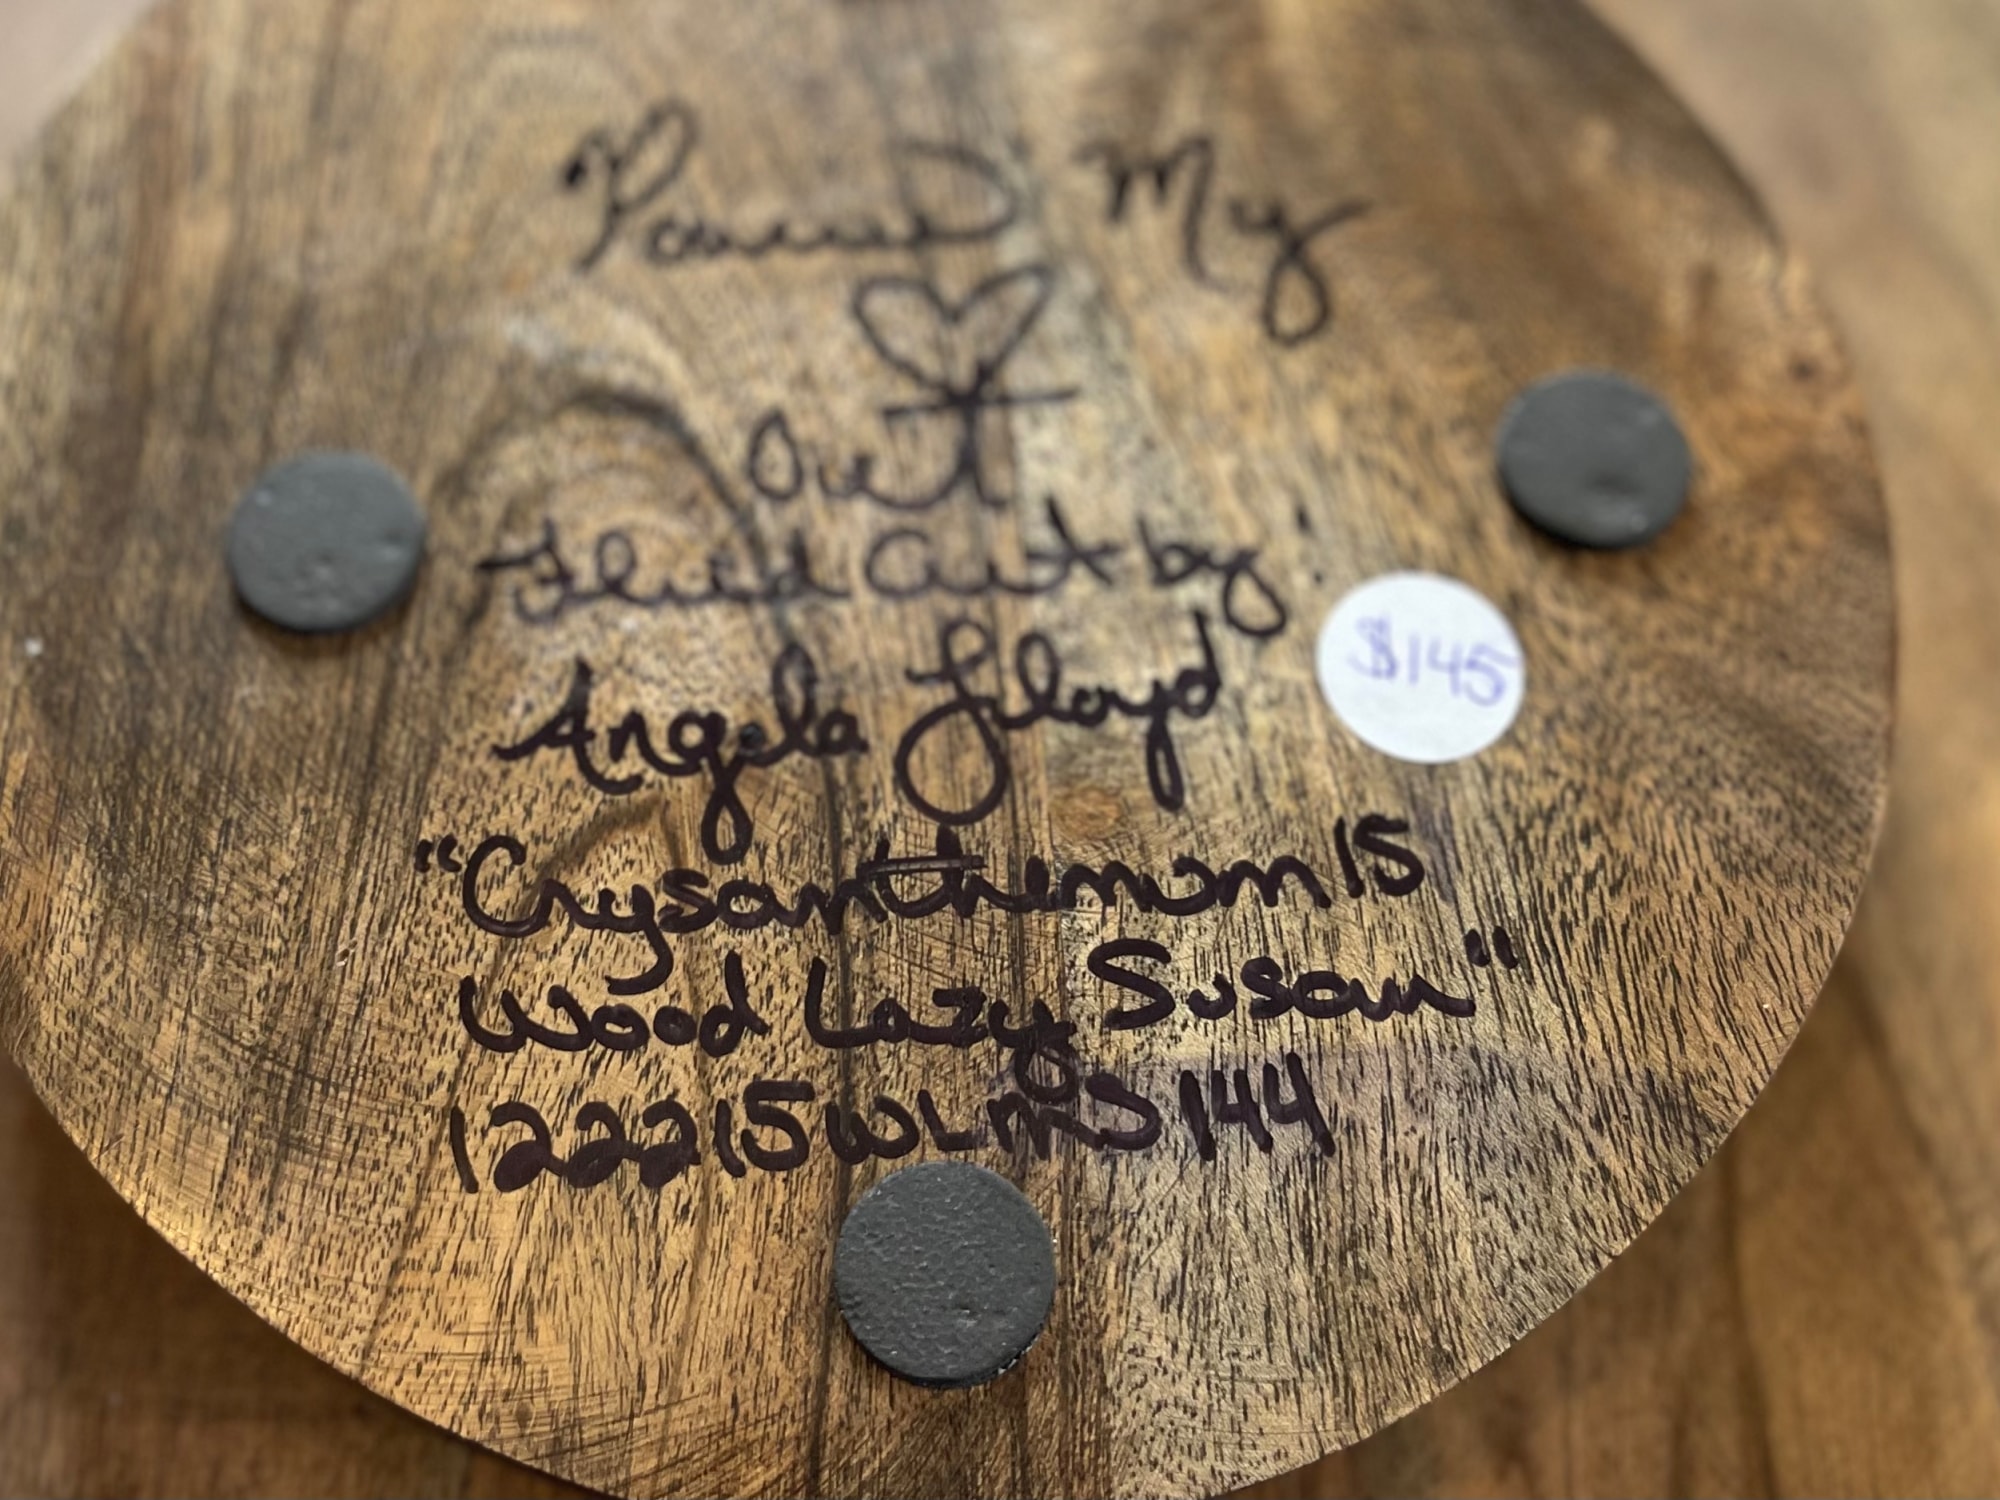 Poured My
♡
Out
Fluid Art by:
Angela Lloyd
$145
"Crysanthemum 15
Wood Lazy Susan"
122215WLMS144